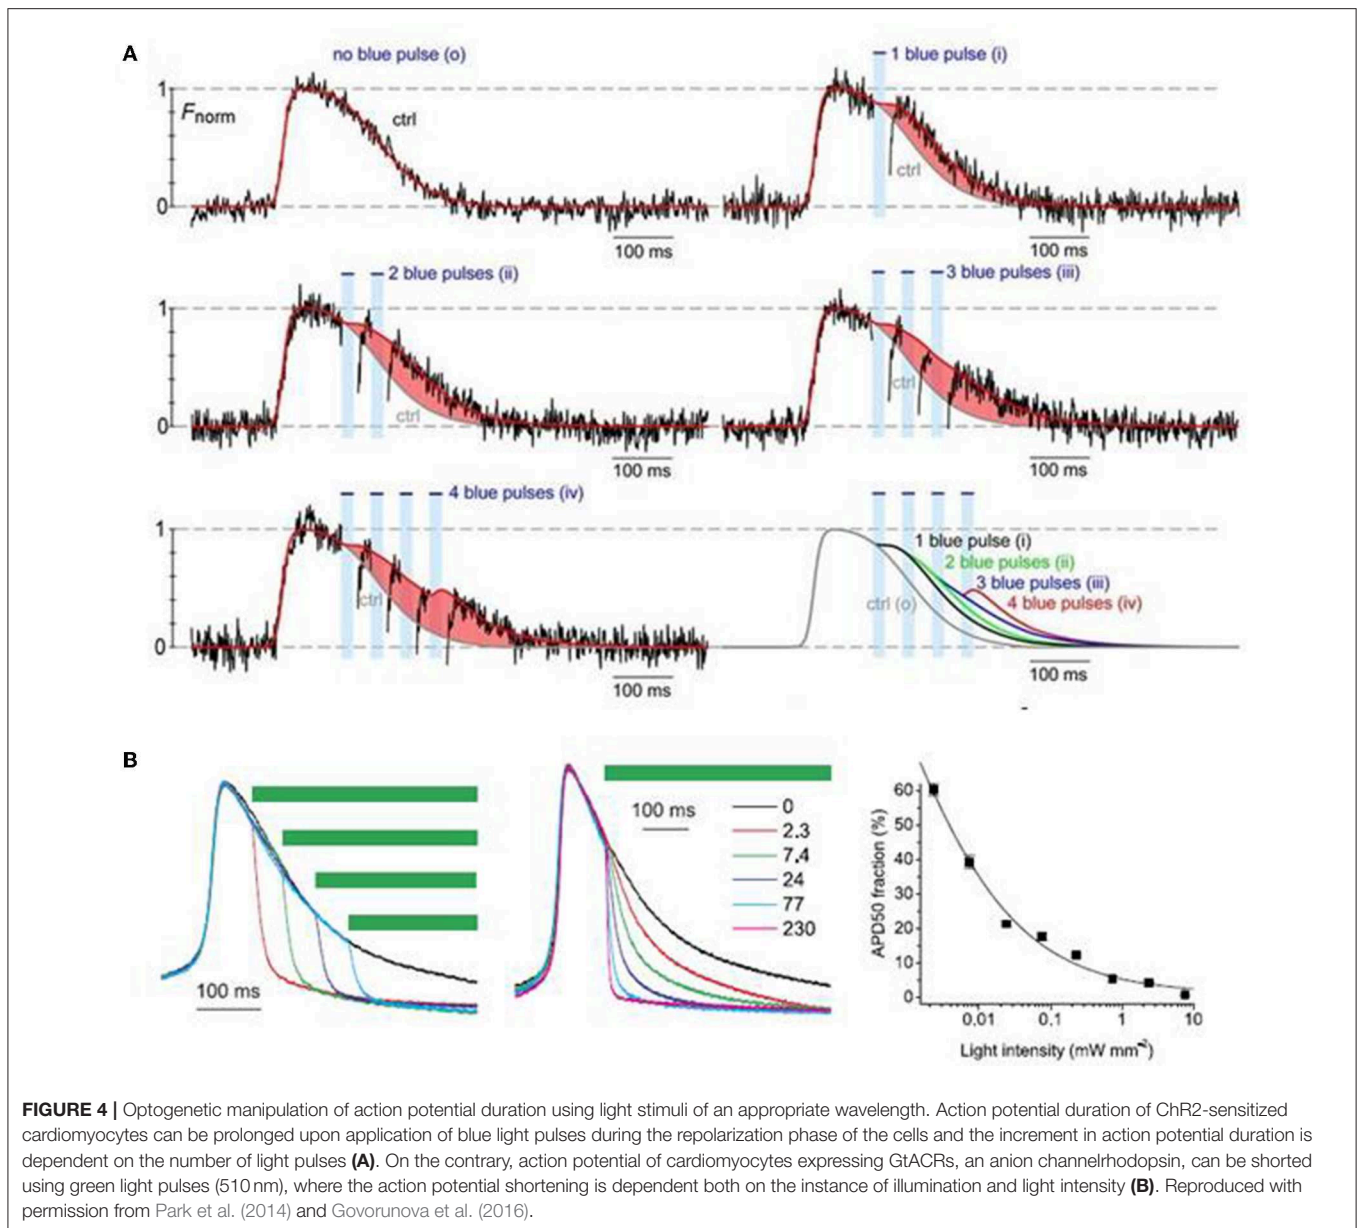 A
no blue pulse (o)
1 blue pulse (i)
1
Fnorm
ctrl
ctrl
0
100 ms
100 ms
2 blue pulses (ii)
3 blue pulses (iii)
1
ctrl
ctrl
0
100 ms
100 ms
4 blue pulses (iv)
1
1 blue pulse (i)
2 blue pulses (ii)
3 blue pulses (iii)
4 blue pulses (iv)
ctrl
ctrl (o)
0
100 ms
100 ms
B
100 ms
100 ms
0
2.3
7.4
24
77
230
APD50 fraction (%)
60
50
40
30
20
10
0
0.01
0.1
1
10
Light intensity (mW mm⁻²)
FIGURE 4 | Optogenetic manipulation of action potential duration using light stimuli of an appropriate wavelength. Action potential duration of ChR2-sensitized
cardiomyocytes can be prolonged upon application of blue light pulses during the repolarization phase of the cells and the increment in action potential duration is
dependent on the number of light pulses (A). On the contrary, action potential of cardiomyocytes expressing GtACRs, an anion channelrhodopsin, can be shorted
using green light pulses (510 nm), where the action potential shortening is dependent both on the instance of illumination and light intensity (B). Reproduced with
permission from Park et al. (2014) and Govorunova et al. (2016).